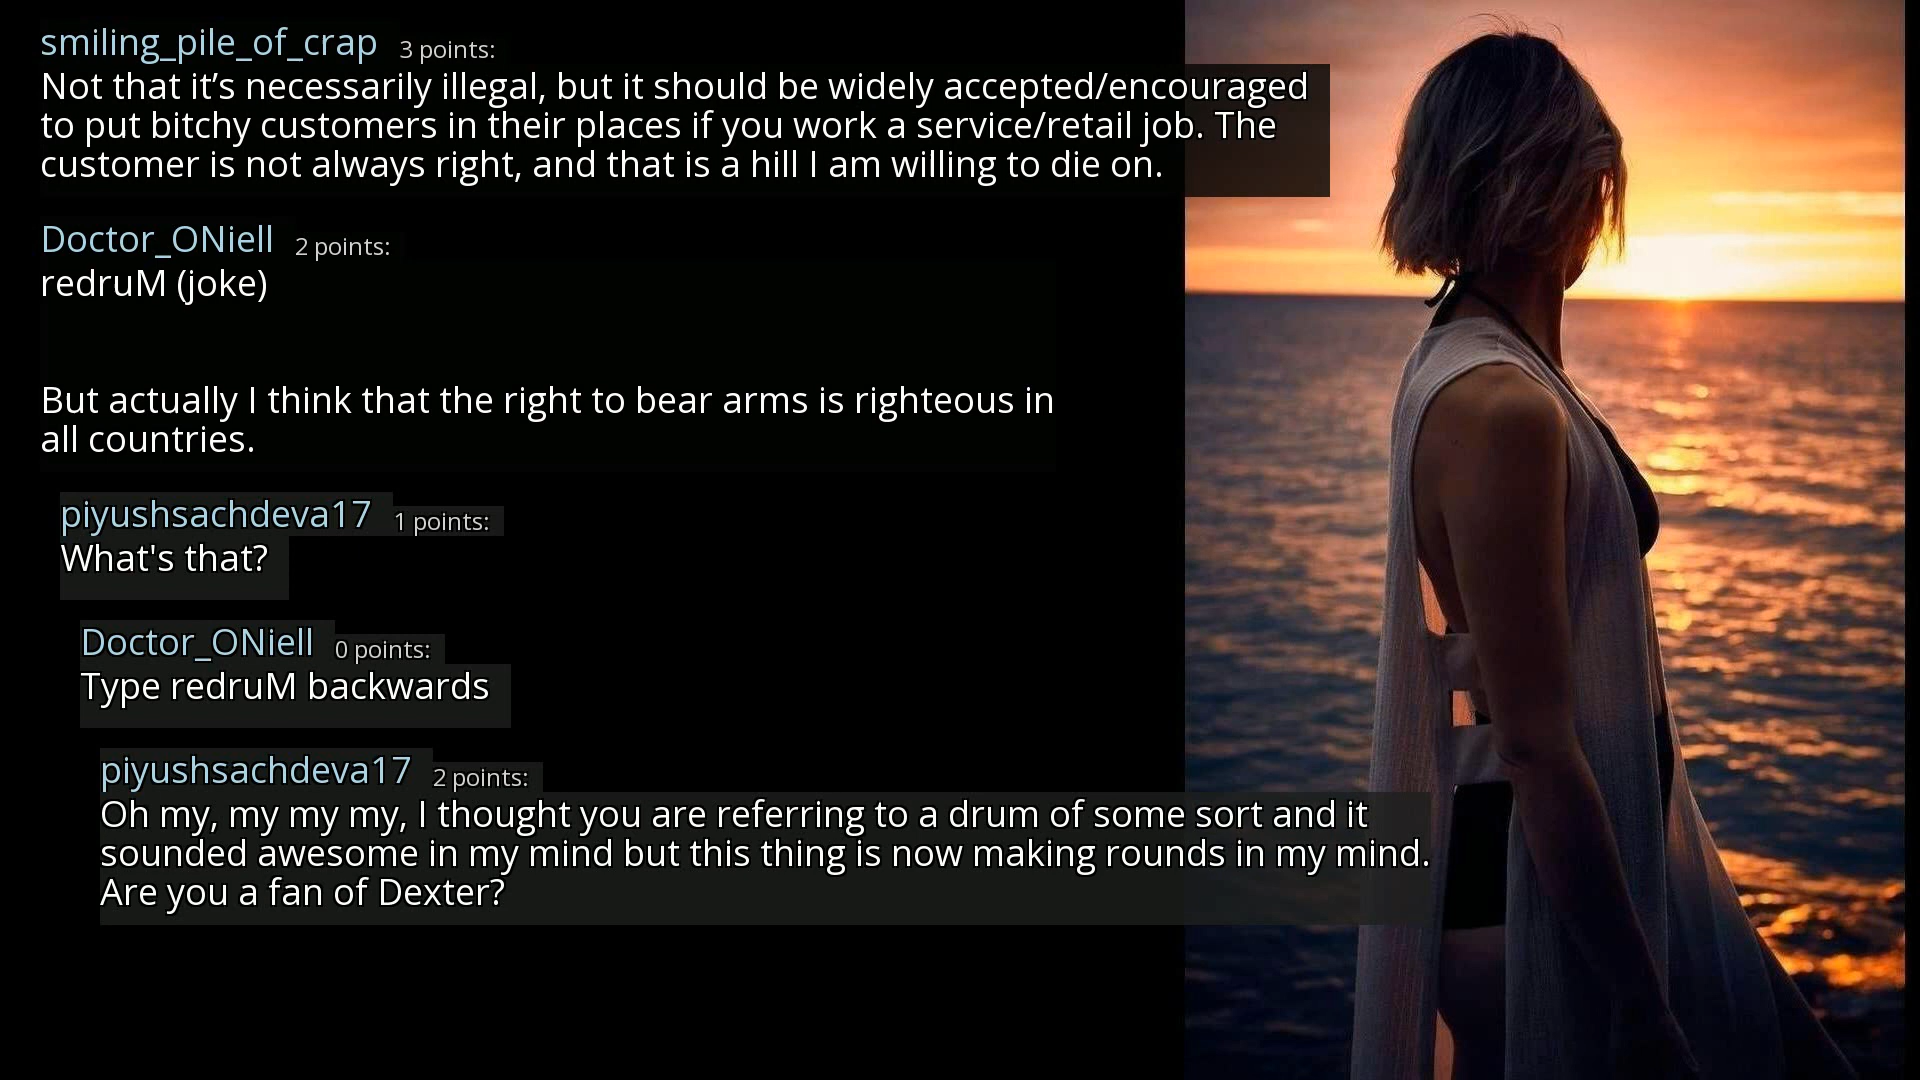 smiling_pile_of_crap 3 points:
Not that it’s necessarily illegal, but it should be widely accepted/encouraged
to put bitchy customers in their places if you work a service/retail job. The
customer is not always right, and that is a hill I am willing to die on.
Doctor_ONiell 2 points:
redruM (joke)
But actually I think that the right to bear arms is righteous in
all countries.
piyushsachdeva17 1 points:
What's that?
Doctor_ONiell 0 points:
Type redruM backwards
piyushsachdeva17 2 points:
Oh my, my my my, I thought you are referring to a drum of some sort and it
sounded awesome in my mind but this thing is now making rounds in my mind.
Are you a fan of Dexter?